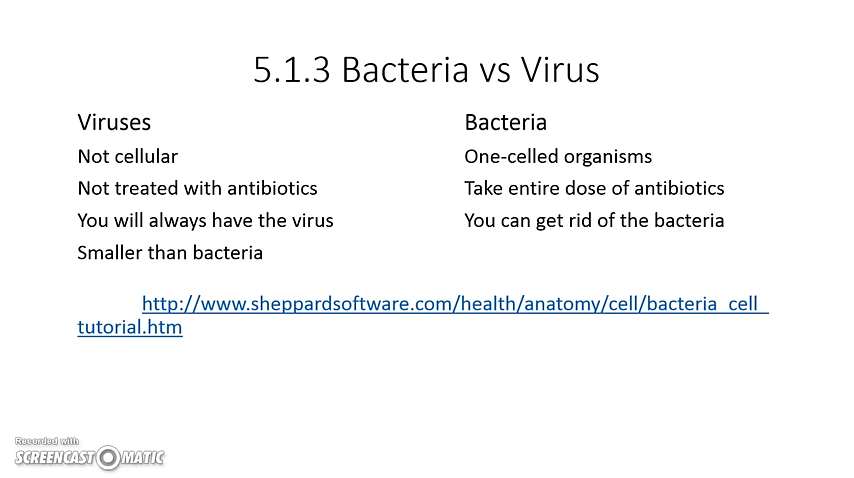 5.1.3 Bacteria vs Virus
Viruses
Not cellular
Not treated with antibiotics
You will always have the virus
Smaller than bacteria
Bacteria
One-celled organisms
Take entire dose of antibiotics
You can get rid of the bacteria
http://www.sheppardsoftware.com/health/anatomy/cell/bacteria_cell_
tutorial.htm
Recorded with
SCREENCAST-O-MATIC